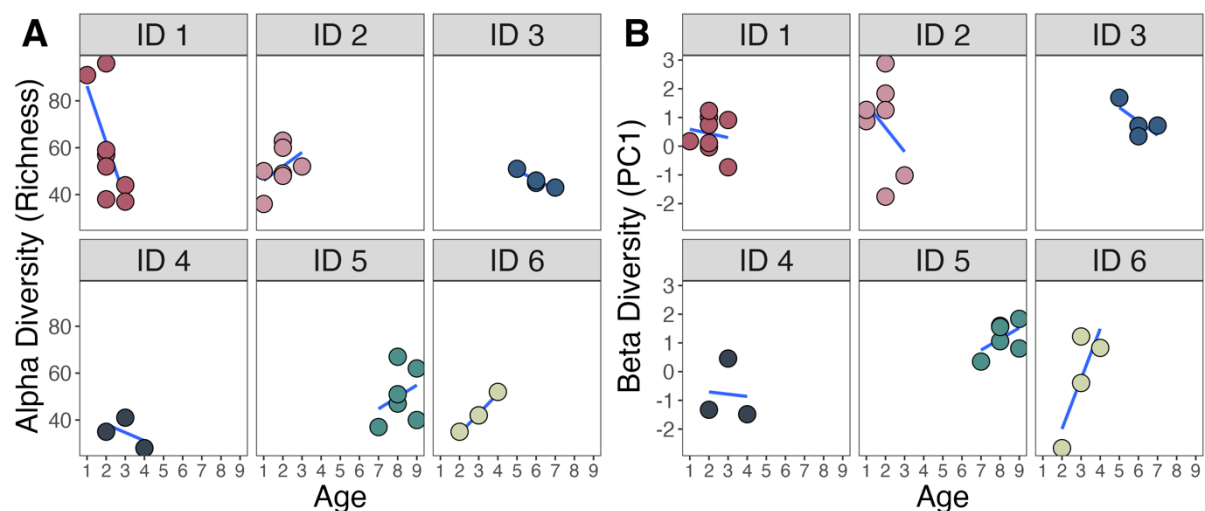 A
ID 1 ID 2 ID 3
80
60
40
ID 4 ID 5 ID 6
80
60
40
1 2 3 4 5 6 7 8 9 1 2 3 4 5 6 7 8 9 1 2 3 4 5 6 7 8 9
Age
Alpha Diversity (Richness)
B
ID 1 ID 2 ID 3
3
2
1
0
-1
-2
ID 4 ID 5 ID 6
3
2
1
0
-1
-2
1 2 3 4 5 6 7 8 9 1 2 3 4 5 6 7 8 9 1 2 3 4 5 6 7 8 9
Age
Beta Diversity (PC1)